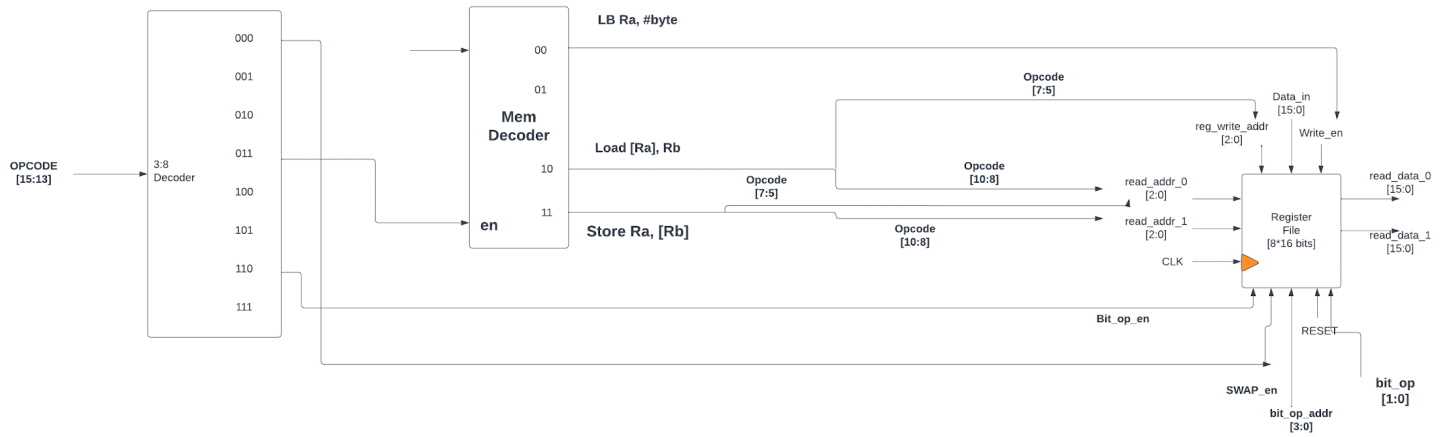 OPCODE
[15:13]
3:8
Decoder
000
001
010
011
100
101
110
111
Mem
Decoder
en
00
01
10
11
LB Ra, #byte
Load [Ra], Rb
Store Ra, [Rb]
Opcode
[7:5]
Opcode
[10:8]
Opcode
[7:5]
Opcode
[10:8]
Data_in
[15:0]
reg_write_addr
[2:0]
Write_en
read_addr_0
[2:0]
read_addr_1
[2:0]
CLK
Register
File
[8*16 bits]
read_data_0
[15:0]
read_data_1
[15:0]
Bit_op_en
SWAP_en
bit_op_addr
[3:0]
RESET
bit_op
[1:0]